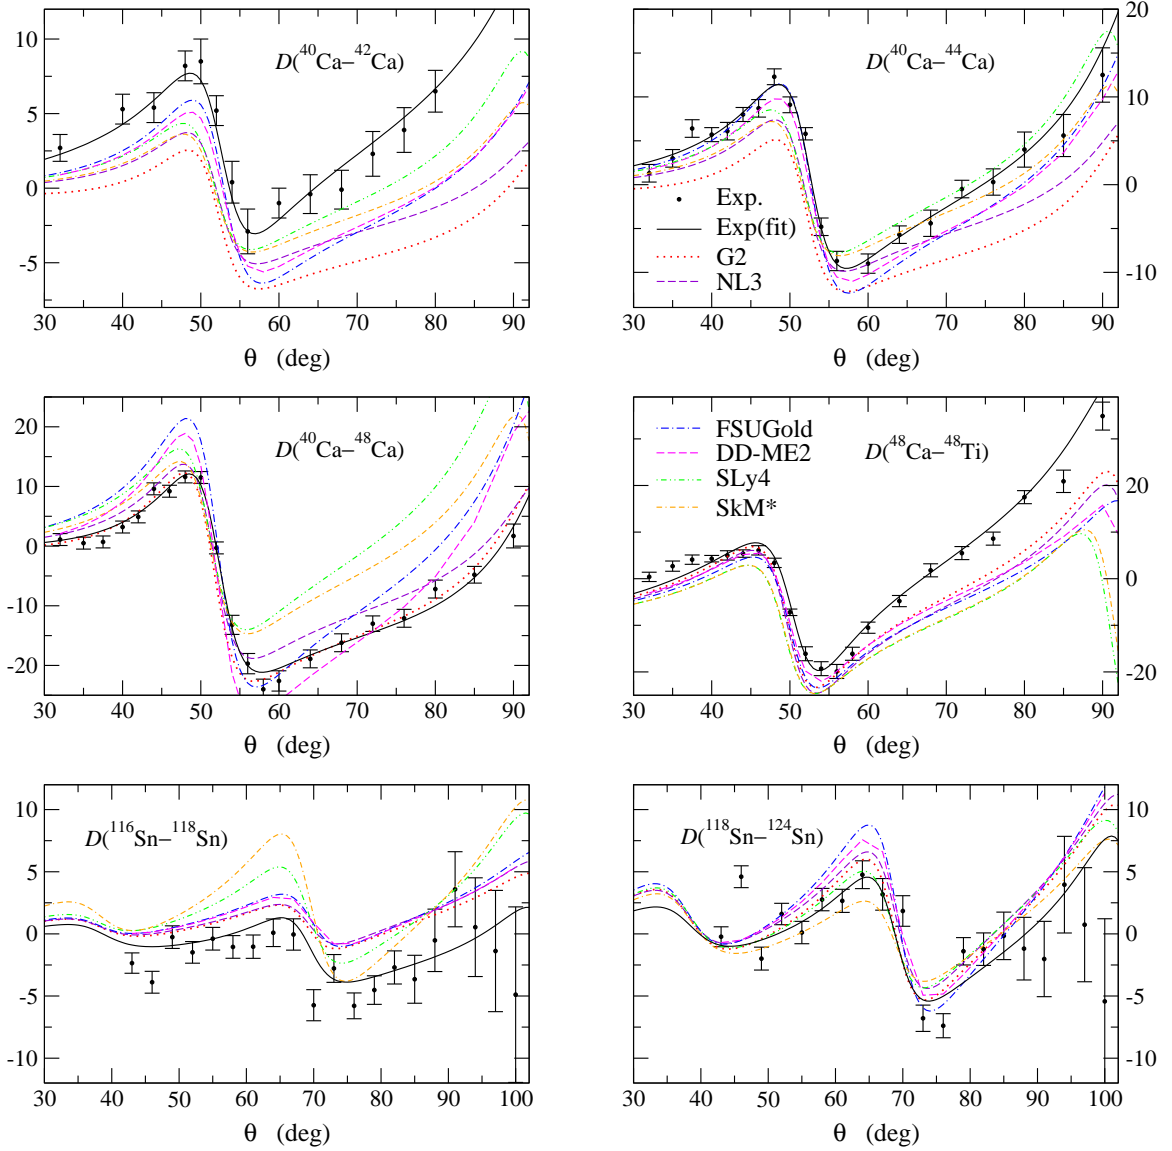 D(⁴⁰Ca–⁴²Ca)
10
5
0
-5
30 40 50 60 70 80 90
θ (deg)
D(⁴⁰Ca–⁴⁴Ca)
20
10
0
-10
Exp.
Exp(fit)
G2
NL3
30 40 50 60 70 80 90
θ (deg)
D(⁴⁰Ca–⁴⁸Ca)
20
10
0
-10
-20
30 40 50 60 70 80 90
θ (deg)
FSUGold
DD-ME2
SLy4
SkM*
D(⁴⁸Ca–⁴⁸Ti)
20
0
-20
30 40 50 60 70 80 90
θ (deg)
D(¹¹⁶Sn–¹¹⁸Sn)
10
5
0
-5
-10
30 40 50 60 70 80 90 100
θ (deg)
D(¹¹⁸Sn–¹²⁴Sn)
10
5
0
-5
-10
30 40 50 60 70 80 90 100
θ (deg)